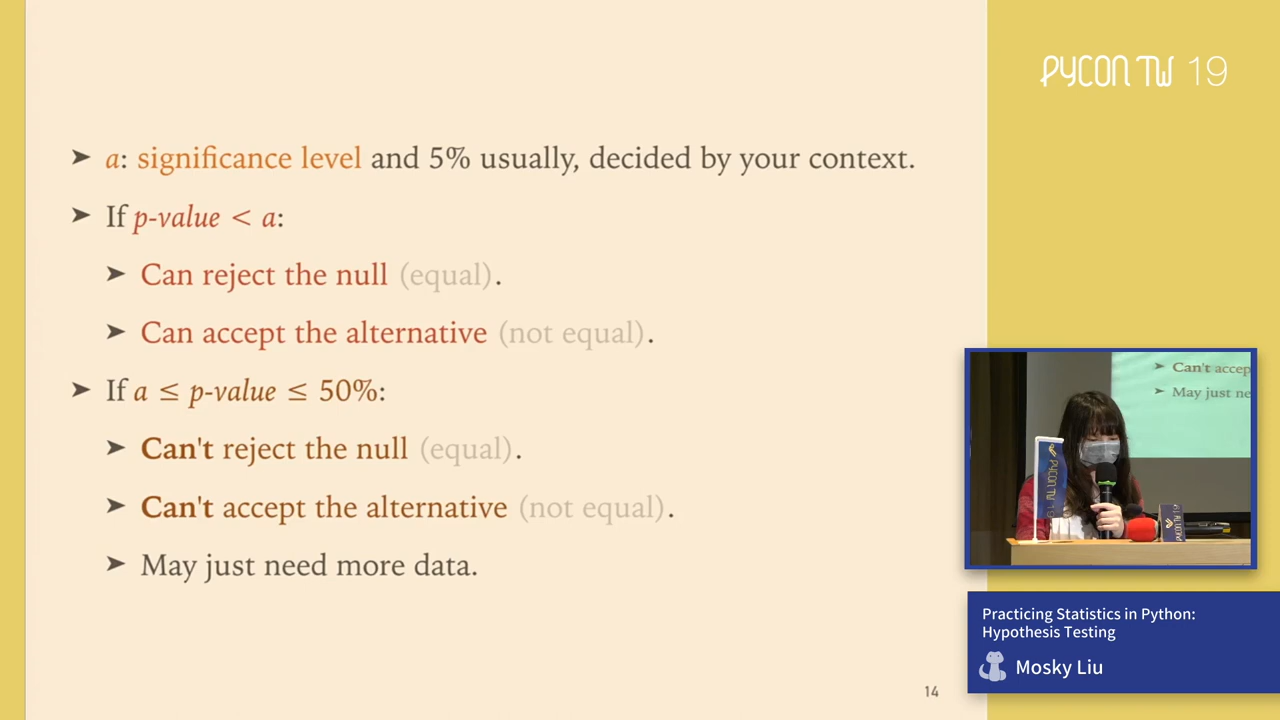 PYCON TW 19
➤ a: significance level and 5% usually, decided by your context.
➤ If p-value < a:
➤ Can reject the null (equal).
➤ Can accept the alternative (not equal).
➤ If a ≤ p-value ≤ 50%:
➤ Can't reject the null (equal).
➤ Can't accept the alternative (not equal).
➤ May just need more data.
14
➤ Can't accep
➤ May just ne
PYCON TW
Practicing Statistics in Python:
Hypothesis Testing
Mosky Liu